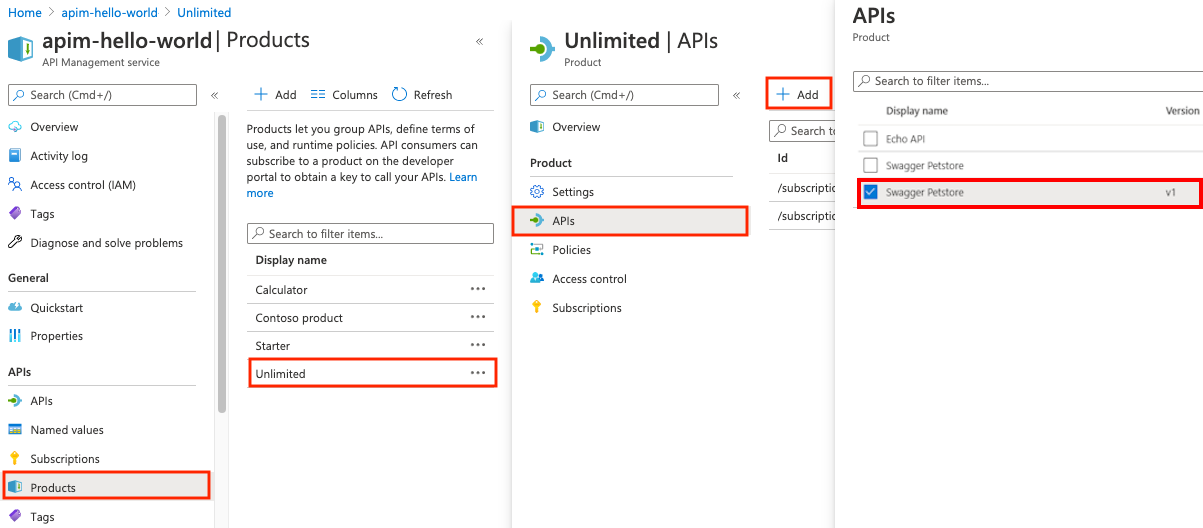 Home > apim-hello-world > Unlimited
apim-hello-world | Products
API Management service
Search (Cmd+/)
Overview
Activity log
Access control (IAM)
Tags
Diagnose and solve problems
General
Quickstart
Properties
APIs
APIs
Named values
Subscriptions
Products
Tags
Add Columns Refresh
Products let you group APIs, define terms of
use, and runtime policies. API consumers can
subscribe to a product on the developer
portal to obtain a key to call your APIs. Learn
more
Search to filter items...
Display name
Calculator
Contoso product
Starter
Unlimited
Unlimited | APIs
Product
Search (Cmd+/)
Overview
Product
Settings
APIs
Policies
Access control
Subscriptions
Add
Search to
Id
/subscriptio
/subscriptio
APIs
Product
Search to filter items...
Display name Version
Echo API
Swagger Petstore
Swagger Petstore v1